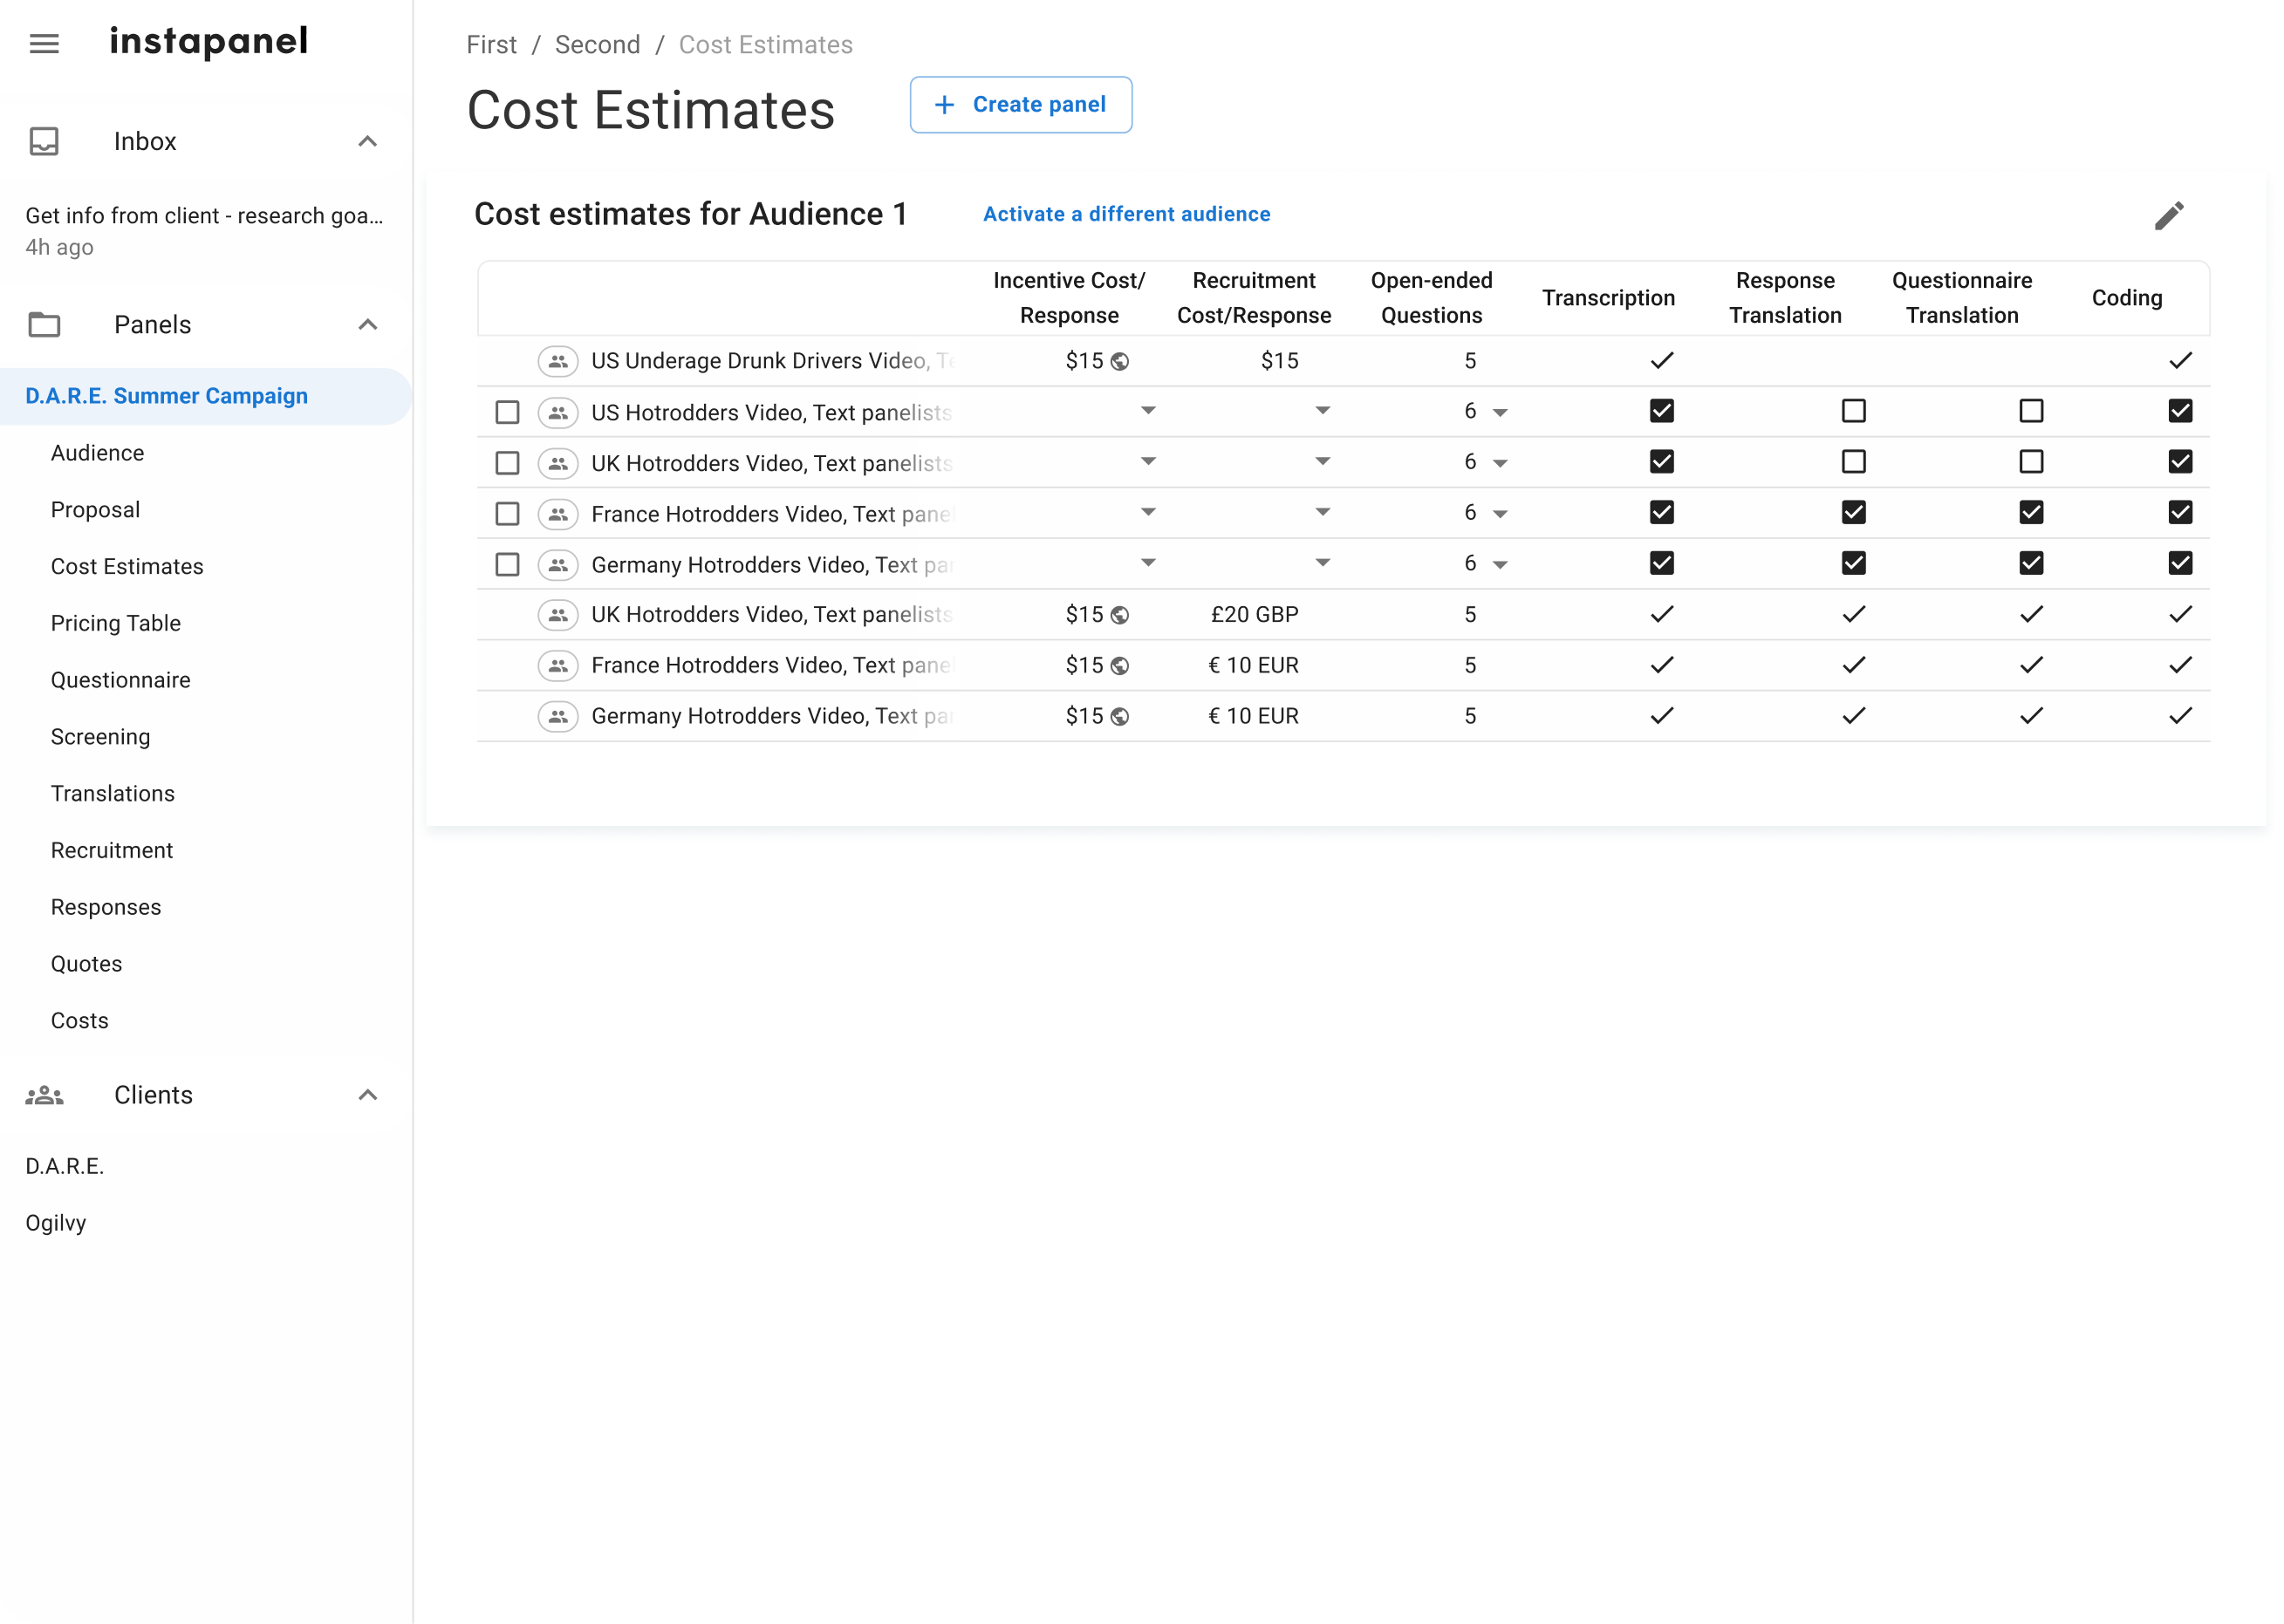 instapanel
Inbox
Get info from client - research goa...
4h ago
Panels
D.A.R.E. Summer Campaign
Audience
Proposal
Cost Estimates
Pricing Table
Questionnaire
Screening
Translations
Recruitment
Responses
Quotes
Costs
Clients
D.A.R.E.
Ogilvy
First / Second / Cost Estimates
Cost Estimates
+ Create panel
Cost estimates for Audience 1
Activate a different audience
Incentive Cost/
Response
Recruitment
Cost/Response
Open-ended
Questions
Transcription
Response
Translation
Questionnaire
Translation
Coding
US Underage Drunk Drivers Video, Te $15 $15 5
US Hotrodders Video, Text panelists 6
UK Hotrodders Video, Text panelists 6
France Hotrodders Video, Text pane 6
Germany Hotrodders Video, Text pa 6
UK Hotrodders Video, Text panelists $15 £20 GBP 5
France Hotrodders Video, Text pane $15 € 10 EUR 5
Germany Hotrodders Video, Text pa $15 € 10 EUR 5